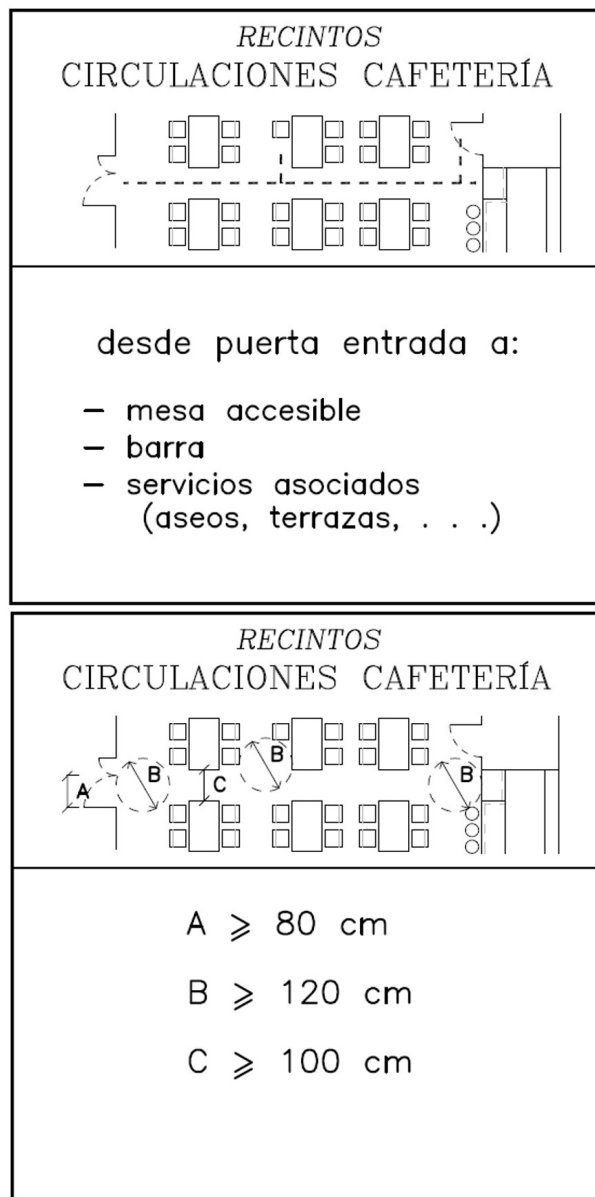 RECINTOS
CIRCULACIONES CAFETERÍA
desde puerta entrada a:
– mesa accesible
– barra
– servicios asociados
(aseos, terrazas, . . .)
RECINTOS
CIRCULACIONES CAFETERÍA
A
B
C
B
B
A ⩾ 80 cm
B ⩾ 120 cm
C ⩾ 100 cm